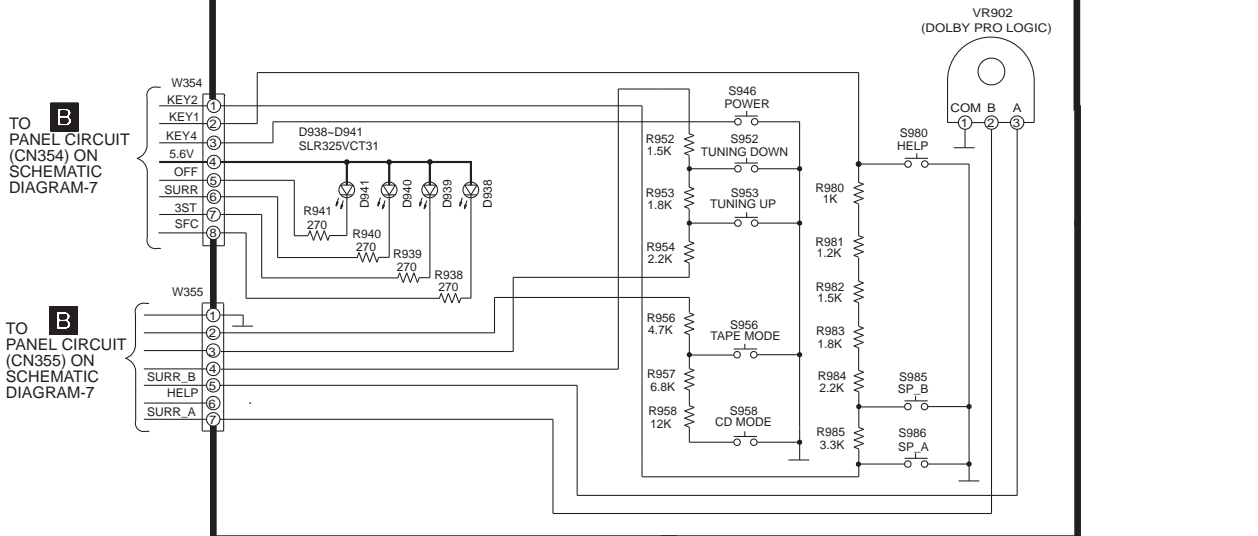 VR902
(DOLBY PRO LOGIC)
COM B A
1 2 3
TO B
PANEL CIRCUIT
(CN354) ON
SCHEMATIC
DIAGRAM-7
W354
KEY2 1
KEY1 2
KEY4 3
5.6V 4
OFF 5
SURR 6
3ST 7
SFC 8
D938~D941
SLR325VCT31
D941
D940
D939
D938
R941
270
R940
270
R939
270
R938
270
TO B
PANEL CIRCUIT
(CN355) ON
SCHEMATIC
DIAGRAM-7
W355
1
2
3
4
SURR_B 5
HELP 6
SURR_A 7
R952
1.5K
R953
1.8K
R954
2.2K
R956
4.7K
R957
6.8K
R958
12K
S946
POWER
S952
TUNING DOWN
S953
TUNING UP
S956
TAPE MODE
S958
CD MODE
R980
1K
R981
1.2K
R982
1.5K
R983
1.8K
R984
2.2K
R985
3.3K
S980
HELP
S985
SP_B
S986
SP_A